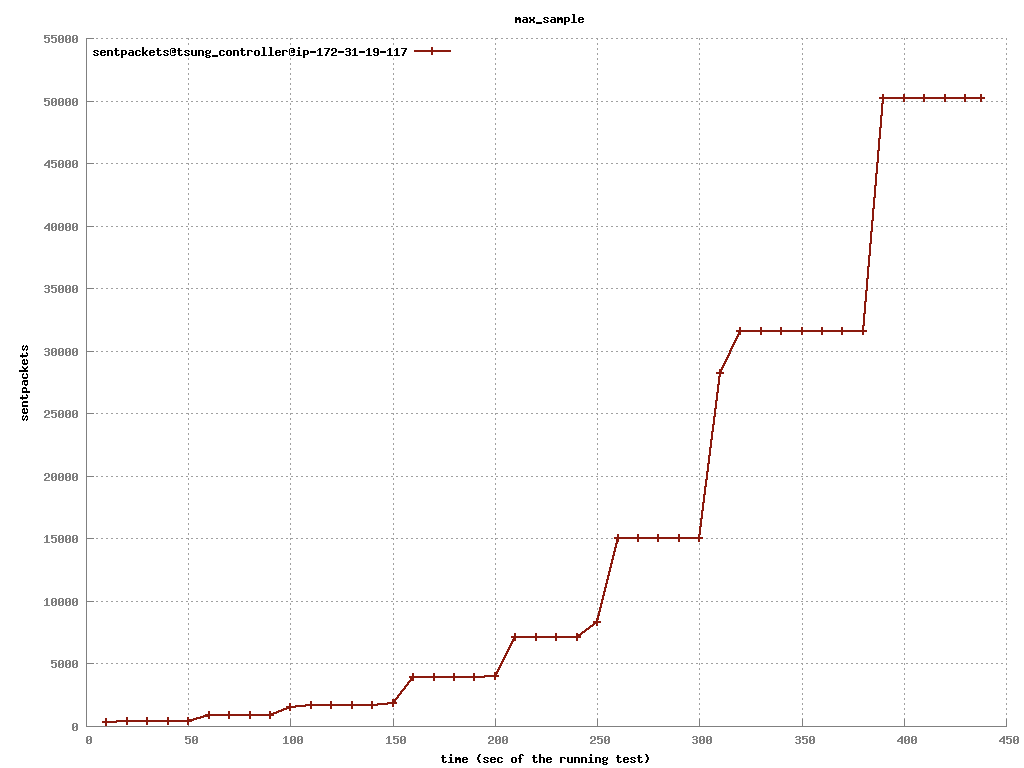 max_sample
55000
sentpackets@tsung_controller@ip-172-31-19-117
50000
45000
40000
35000
30000
sentpackets
25000
20000
15000
10000
5000
0
0 50 100 150 200 250 300 350 400 450
time (sec of the running test)